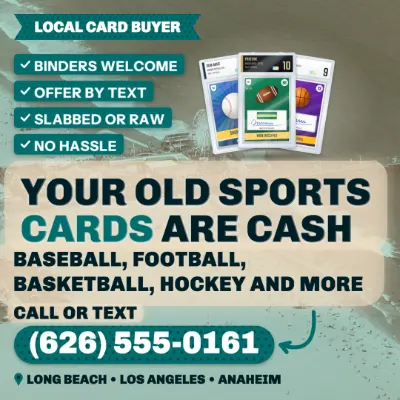 LOCAL CARD BUYER
✓ BINDERS WELCOME
✓ OFFER BY TEXT
✓ SLABBED OR RAW
✓ NO HASSLE
10
9
YOUR OLD SPORTS
CARDS ARE CASH
BASEBALL, FOOTBALL,
BASKETBALL, HOCKEY AND MORE
CALL OR TEXT
(626) 555-0161
LONG BEACH • LOS ANGELES • ANAHEIM